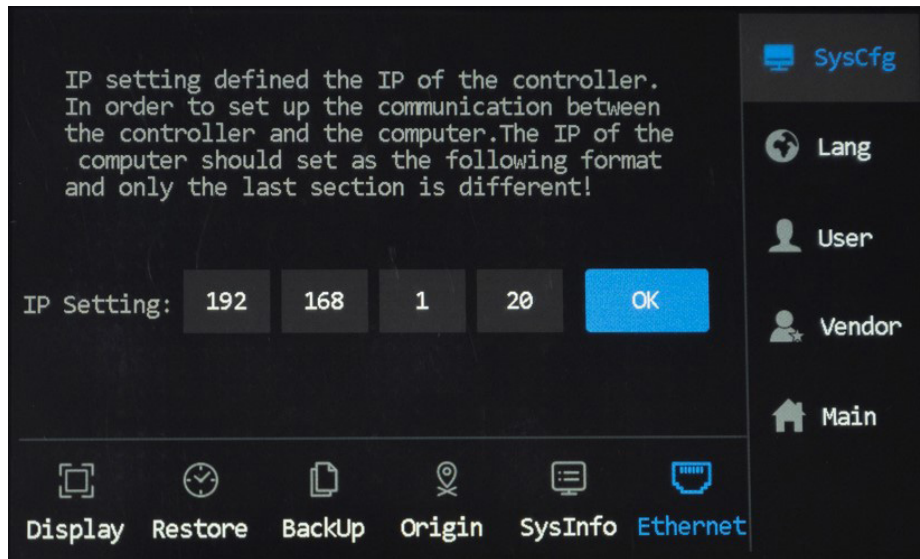 IP setting defined the IP of the controller.
In order to set up the communication between
the controller and the computer.The IP of the
computer should set as the following format
and only the last section is different!
IP Setting: 192 168 1 20 OK
Display Restore BackUp Origin SysInfo Ethernet
SysCfg
Lang
User
Vendor
Main